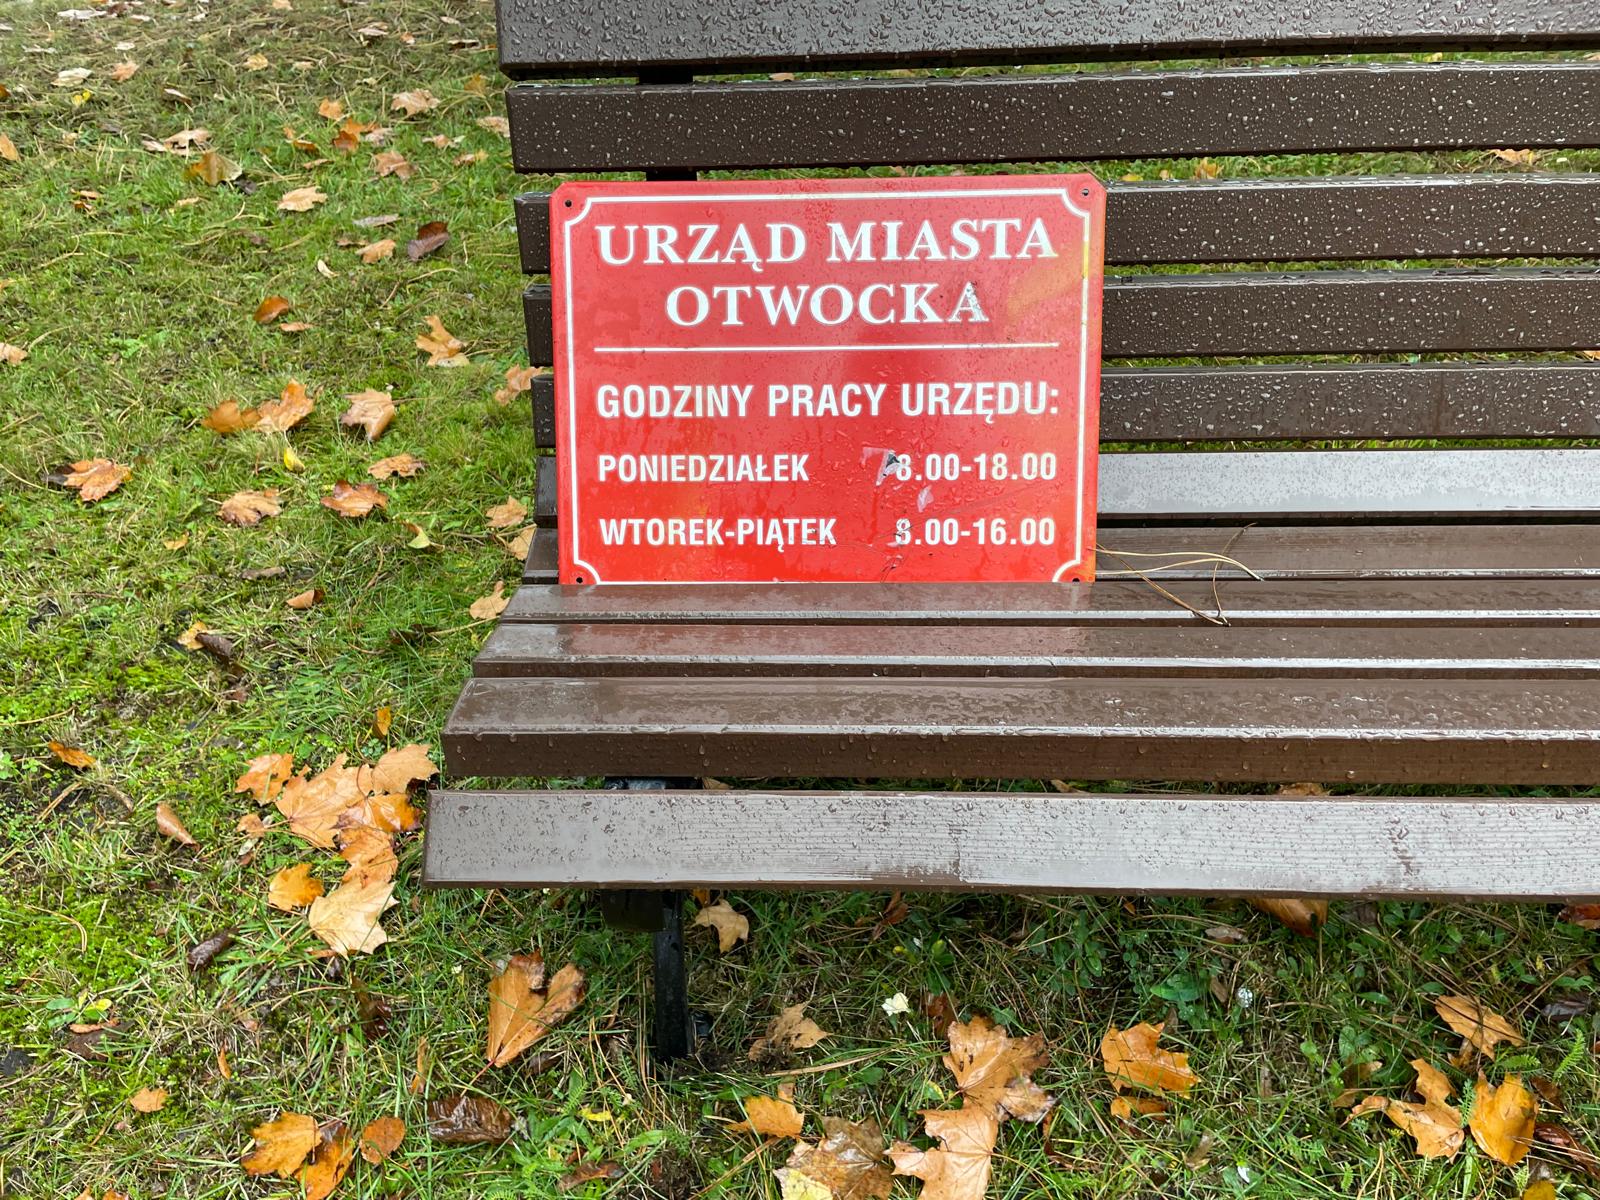 URZĄD MIASTA
OTWOCKA
GODZINY PRACY URZĘDU:
PONIEDZIAŁEK 8.00-18.00
WTOREK-PIĄTEK 8.00-16.00